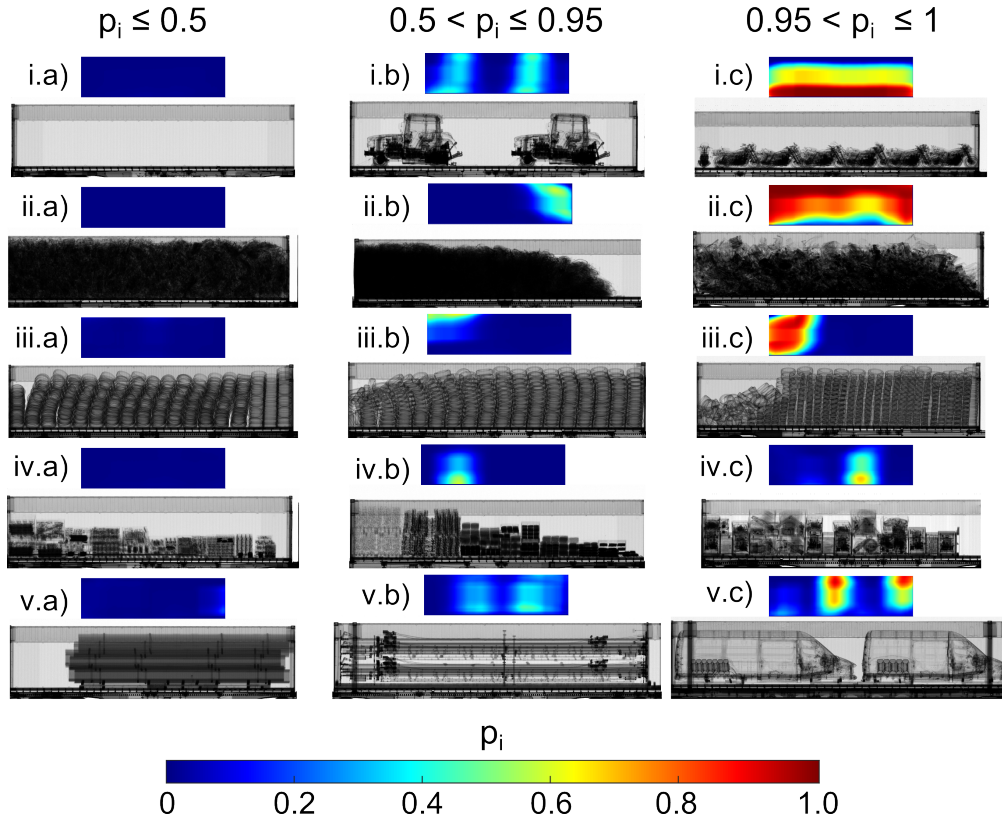 pi ≤ 0.5 0.5 < pi ≤ 0.95 0.95 < pi ≤ 1
i.a) i.b) i.c)
ii.a) ii.b) ii.c)
iii.a) iii.b) iii.c)
iv.a) iv.b) iv.c)
v.a) v.b) v.c)
pi
0 0.2 0.4 0.6 0.8 1.0